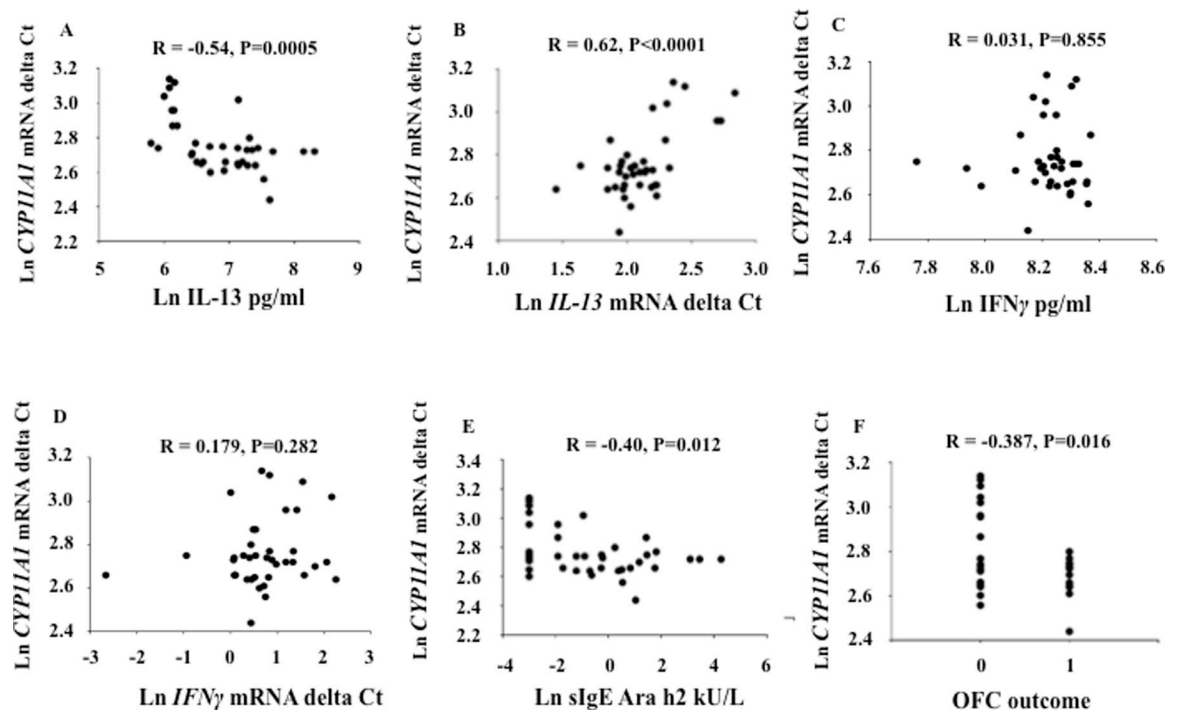 A
R = -0.54, P=0.0005
Ln CYP11A1 mRNA delta Ct
3.2
3.0
2.8
2.6
2.4
2.2
5
6
7
8
9
Ln IL-13 pg/ml
B
R = 0.62, P<0.0001
Ln CYP11A1 mRNA delta Ct
3.2
3.0
2.8
2.6
2.4
1.0
1.5
2.0
2.5
3.0
Ln IL-13 mRNA delta Ct
C
R = 0.031, P=0.855
Ln CYP11A1 mRNA delta Ct
3.2
3.0
2.8
2.6
2.4
7.6
7.8
8.0
8.2
8.4
8.6
Ln IFNγ pg/ml
D
R = 0.179, P=0.282
Ln CYP11A1 mRNA delta Ct
3.2
3.0
2.8
2.6
2.4
-3
-2
-1
0
1
2
3
Ln IFNγ mRNA delta Ct
E
R = -0.40, P=0.012
Ln CYP11A1 mRNA delta Ct
3.4
3.2
3.0
2.8
2.6
2.4
2.2
-4
-2
0
2
4
6
Ln sIgE Ara h2 kU/L
F
R = -0.387, P=0.016
Ln CYP11A1 mRNA delta Ct
3.2
3.0
2.8
2.6
2.4
0
1
OFC outcome